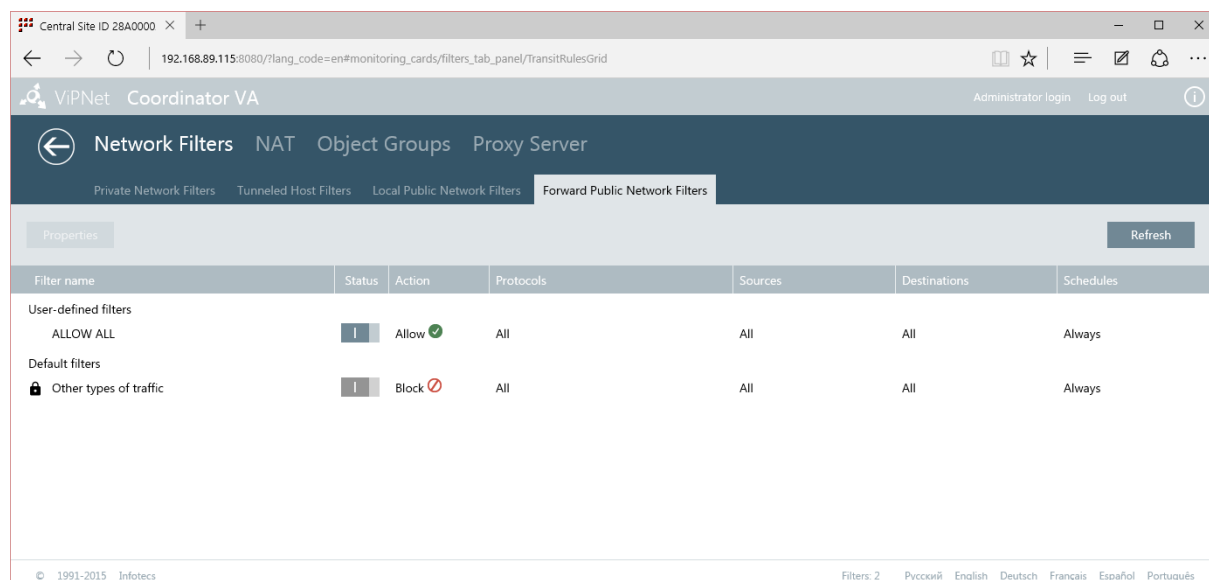 Central Site ID 28A0000
192.168.89.115:8080/?lang_code=en#monitoring_cards/filters_tab_panel/TransitRulesGrid
ViPNet Coordinator VA Administrator login Log out
Network Filters NAT Object Groups Proxy Server
Private Network Filters Tunneled Host Filters Local Public Network Filters Forward Public Network Filters
Properties Refresh
Filter name Status Action Protocols Sources Destinations Schedules
User-defined filters
ALLOW ALL Allow All All All Always
Default filters
Other types of traffic Block All All All Always
© 1991-2015 Infotecs Filters: 2 Русский English Deutsch Français Español Português